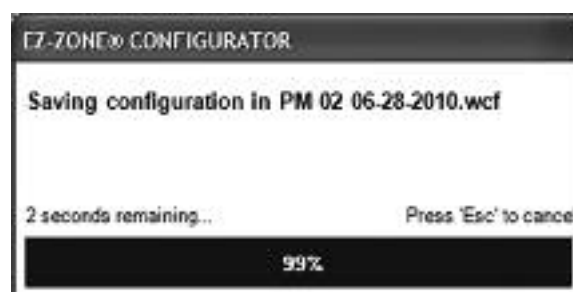 EZ-ZONE® CONFIGURATOR
Saving configuration in PM 02 06-28-2010.wcf
2 seconds remaining... Press 'Esc' to cancel
99%